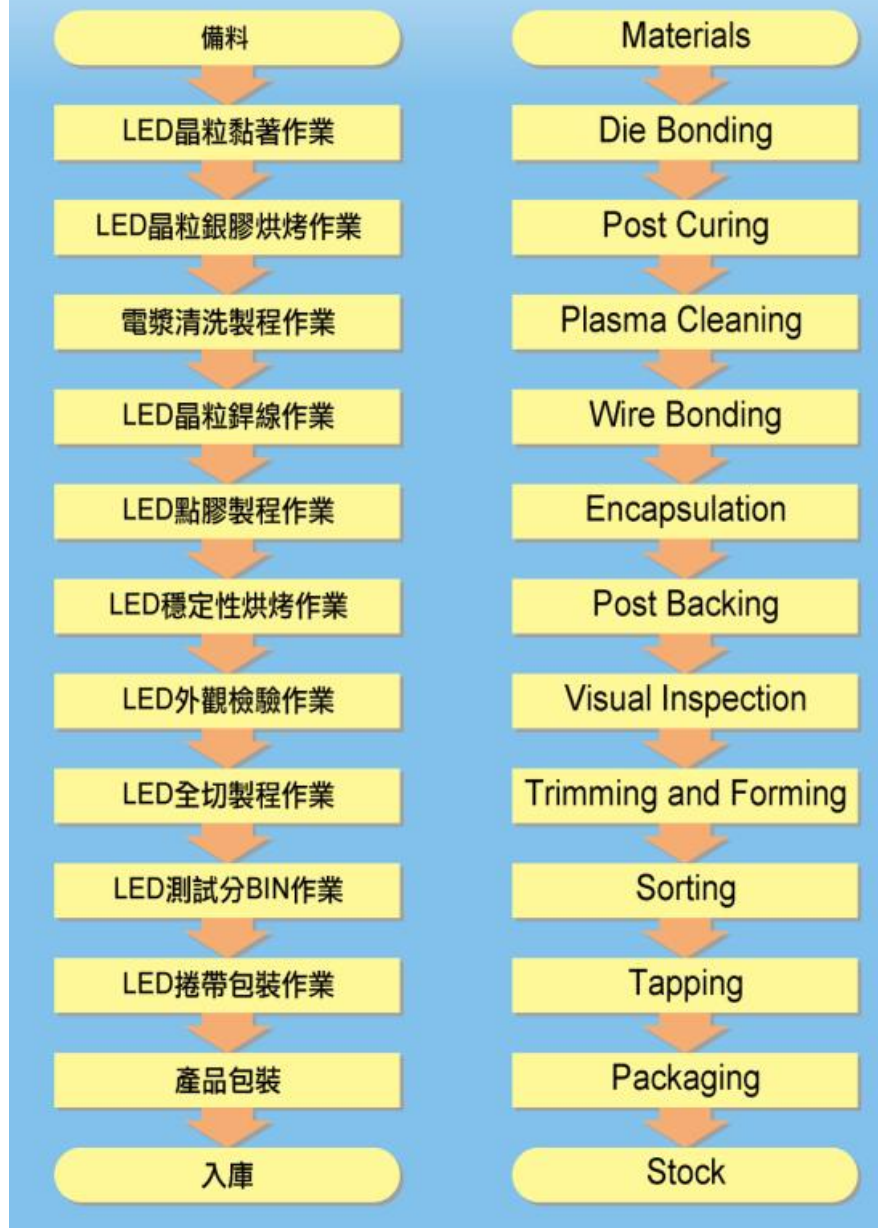 備料
LED晶粒黏著作業
LED晶粒銀膠烘烤作業
電漿清洗製程作業
LED晶粒銲線作業
LED點膠製程作業
LED穩定性烘烤作業
LED外觀檢驗作業
LED全切製程作業
LED測試分BIN作業
LED捲帶包裝作業
產品包裝
入庫
Materials
Die Bonding
Post Curing
Plasma Cleaning
Wire Bonding
Encapsulation
Post Backing
Visual Inspection
Trimming and Forming
Sorting
Tapping
Packaging
Stock